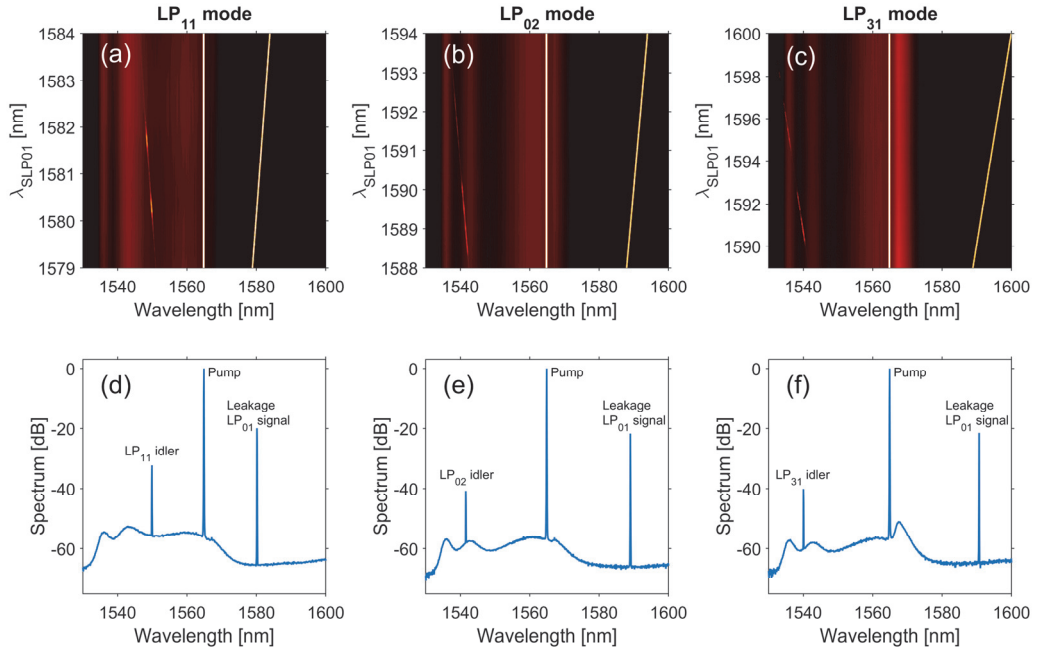 LP11 mode
LP02 mode
LP31 mode
(a)
1584
1583
1582
1581
1580
1579
λSLP01 [nm]
1540 1560 1580 1600
Wavelength [nm]
(b)
1594
1593
1592
1591
1590
1589
1588
λSLP01 [nm]
1540 1560 1580 1600
Wavelength [nm]
(c)
1600
1598
1596
1594
1592
1590
λSLP01 [nm]
1540 1560 1580 1600
Wavelength [nm]
(d)
Pump
Leakage
LP01 signal
LP11 idler
0
-20
-40
-60
Spectrum [dB]
1540 1560 1580 1600
Wavelength [nm]
(e)
Pump
Leakage
LP01 signal
LP02 idler
0
-20
-40
-60
Spectrum [dB]
1540 1560 1580 1600
Wavelength [nm]
(f)
Pump
Leakage
LP01 signal
LP31 idler
0
-20
-40
-60
Spectrum [dB]
1540 1560 1580 1600
Wavelength [nm]